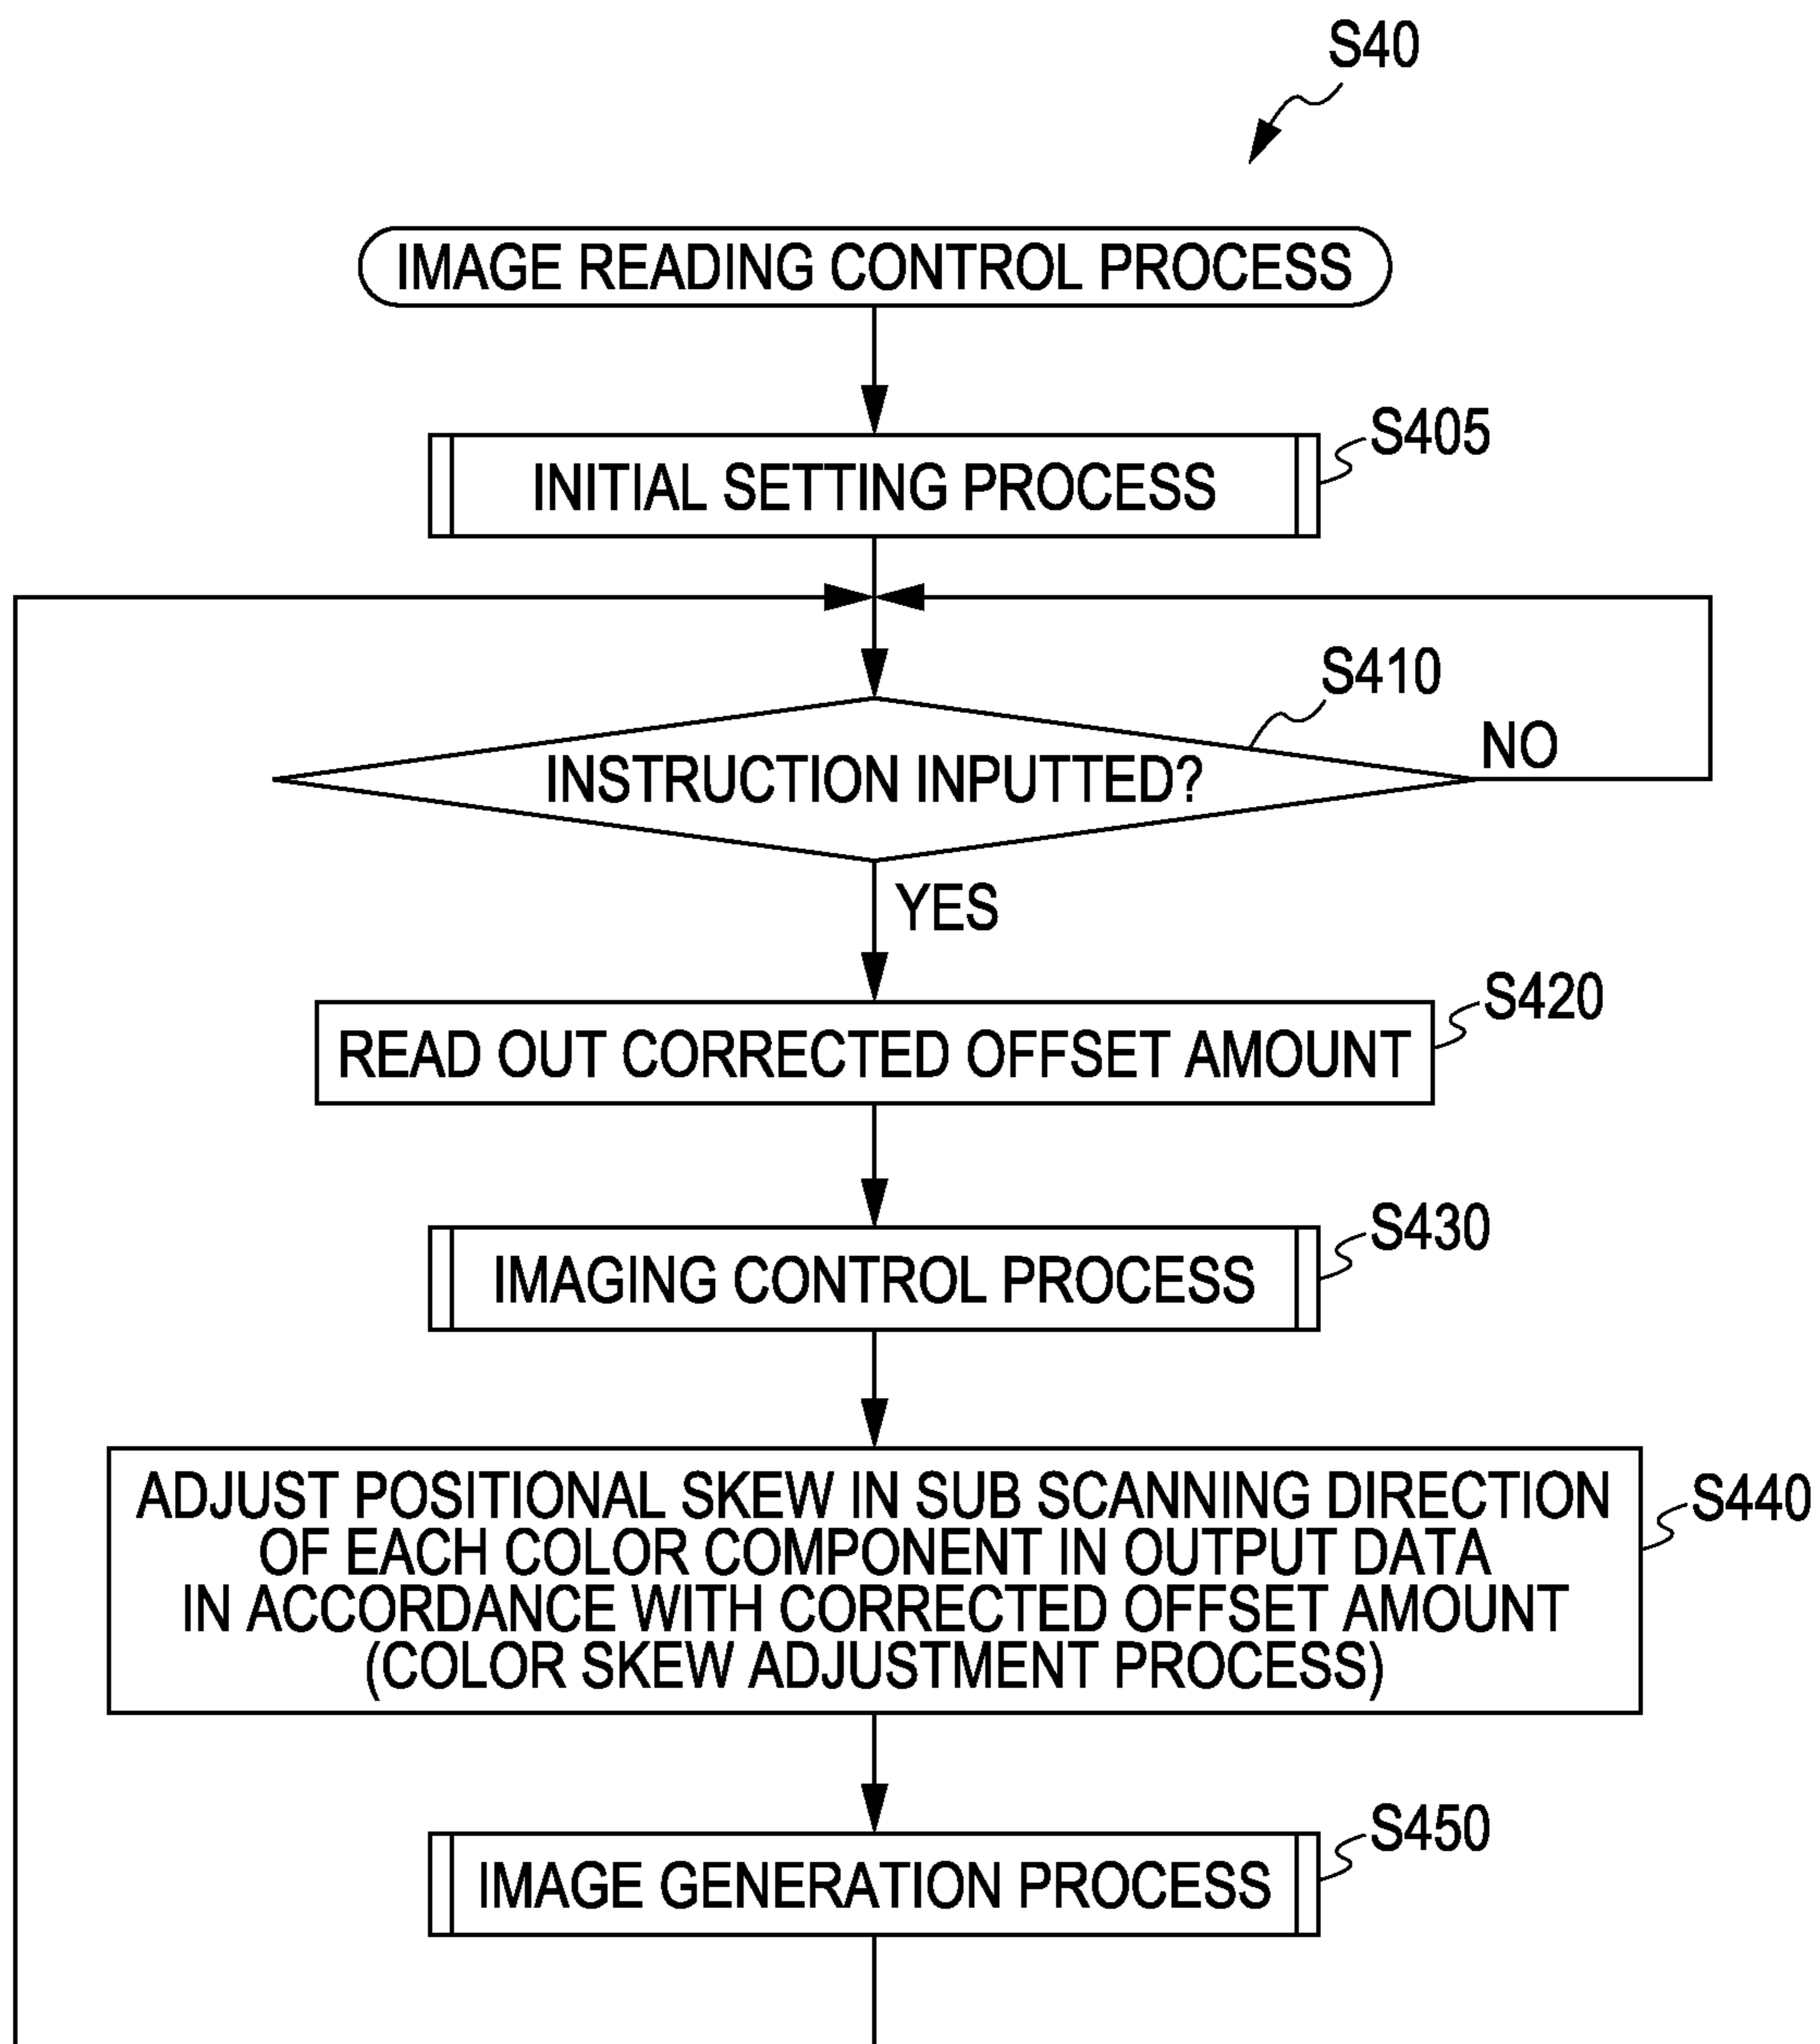 S40
IMAGE READING CONTROL PROCESS
S405
INITIAL SETTING PROCESS
S410
INSTRUCTION INPUTTED?
NO
YES
S420
READ OUT CORRECTED OFFSET AMOUNT
S430
IMAGING CONTROL PROCESS
S440
ADJUST POSITIONAL SKEW IN SUB SCANNING DIRECTION
OF EACH COLOR COMPONENT IN OUTPUT DATA
IN ACCORDANCE WITH CORRECTED OFFSET AMOUNT
(COLOR SKEW ADJUSTMENT PROCESS)
S450
IMAGE GENERATION PROCESS